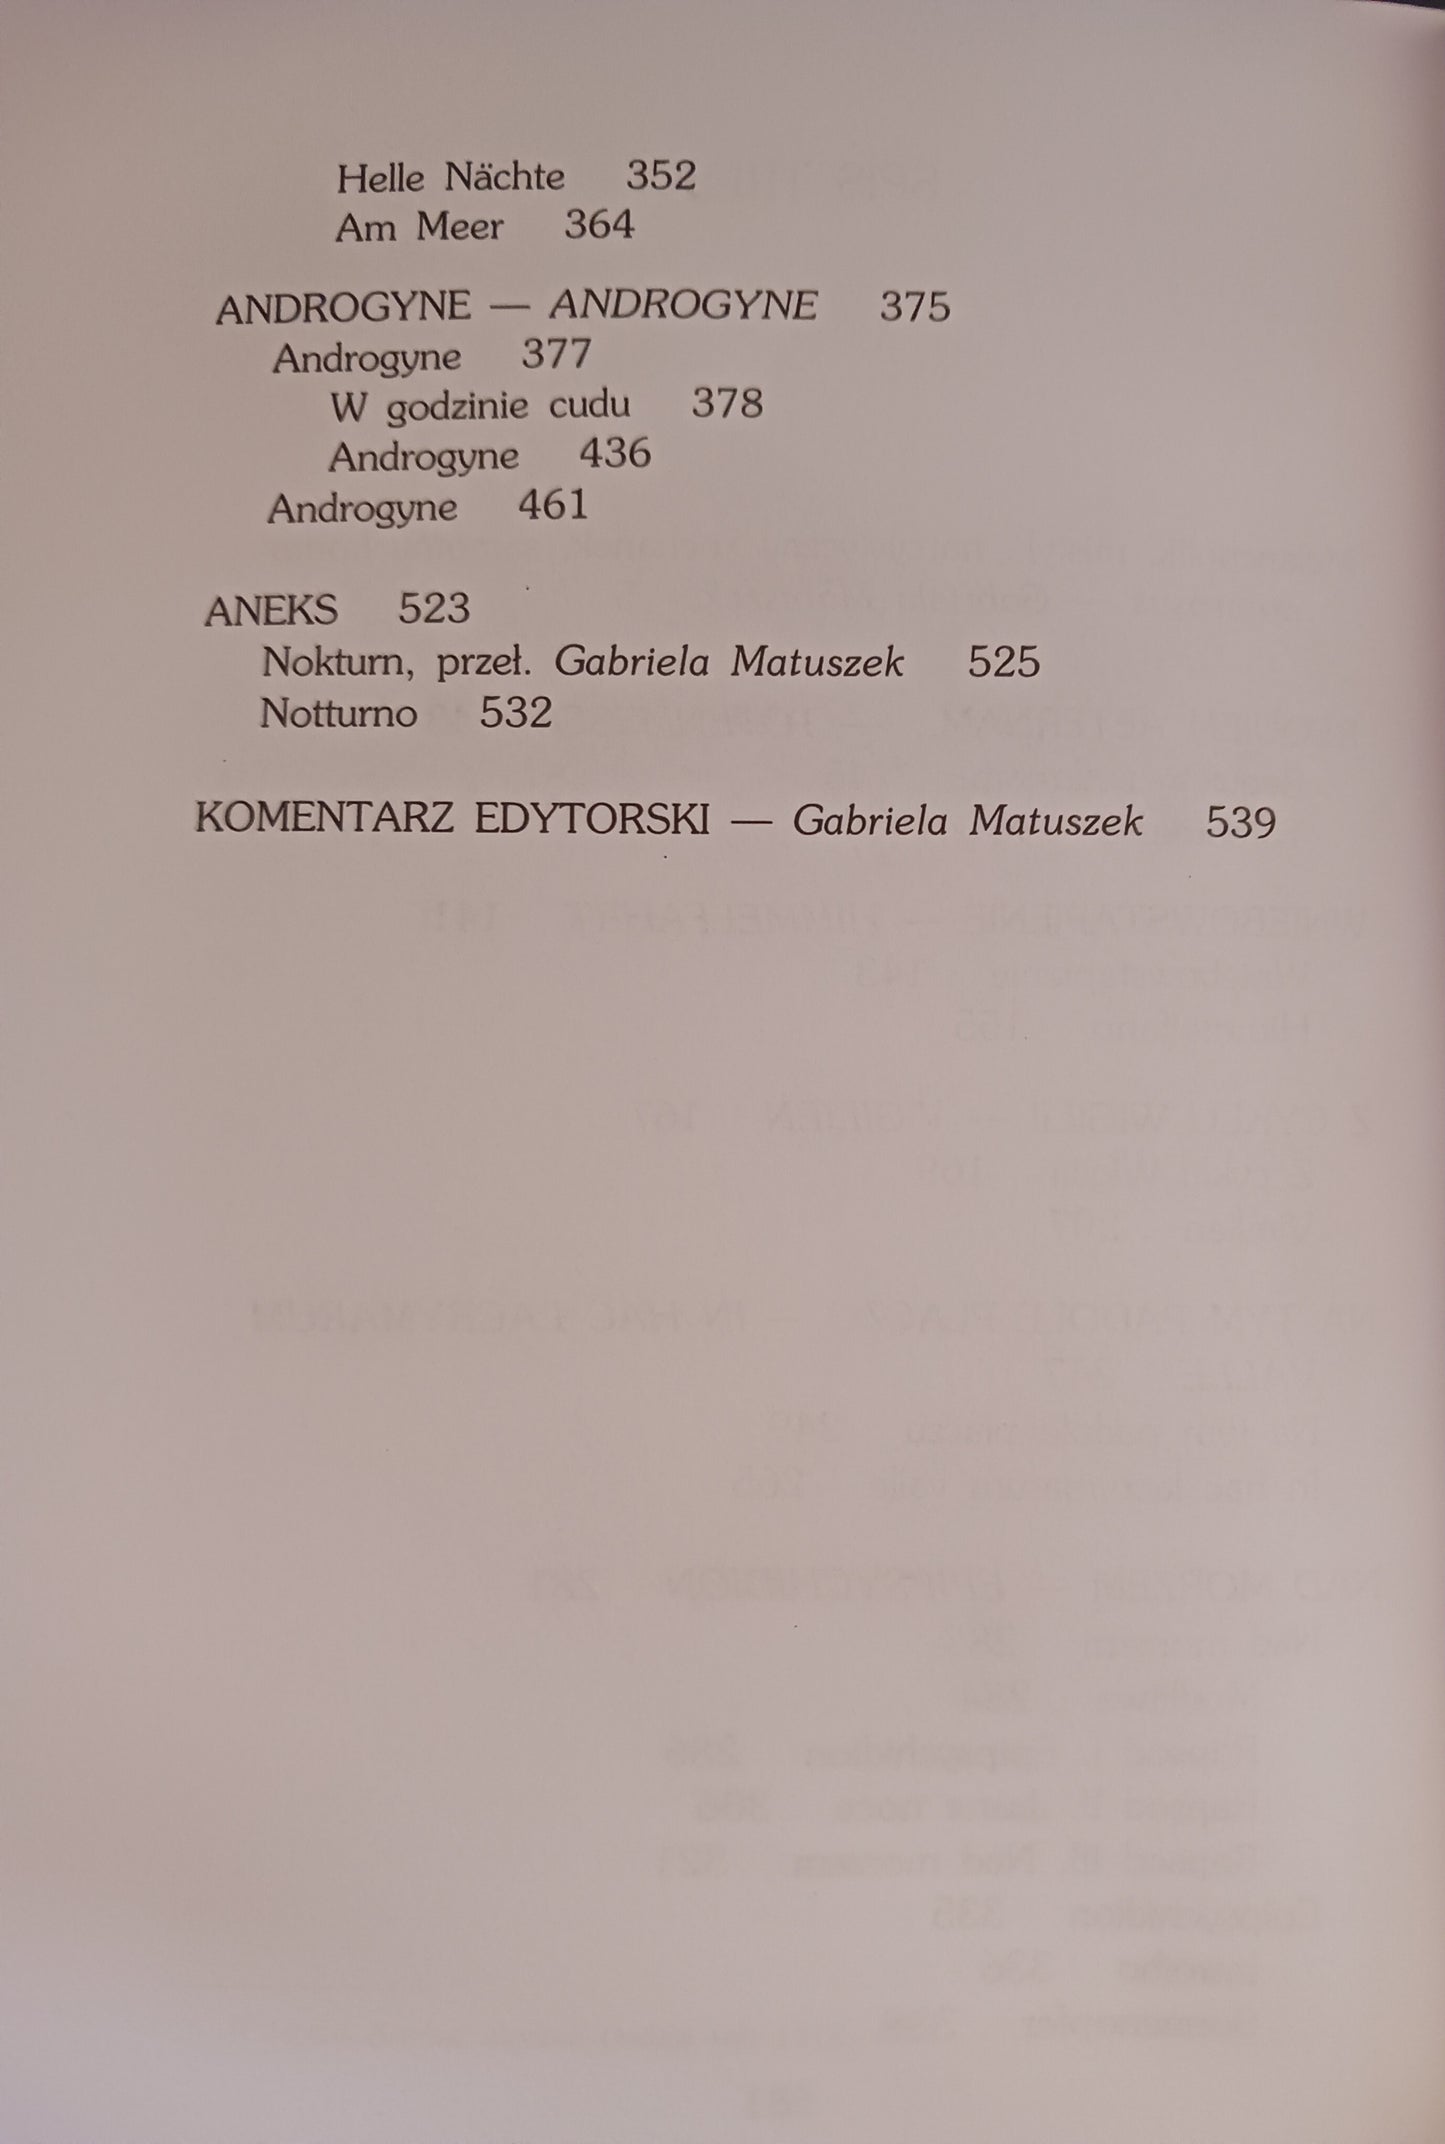 Helle Nächte 352
Am Meer 364
ANDROGYNE — ANDROGYNE 375
Androgyne 377
W godzinie cudu 378
Androgyne 436
Androgyne 461
ANEKS 523
Nokturn, przeł. Gabriela Matuszek 525
Notturno 532
KOMENTARZ EDYTORSKI — Gabriela Matuszek 539